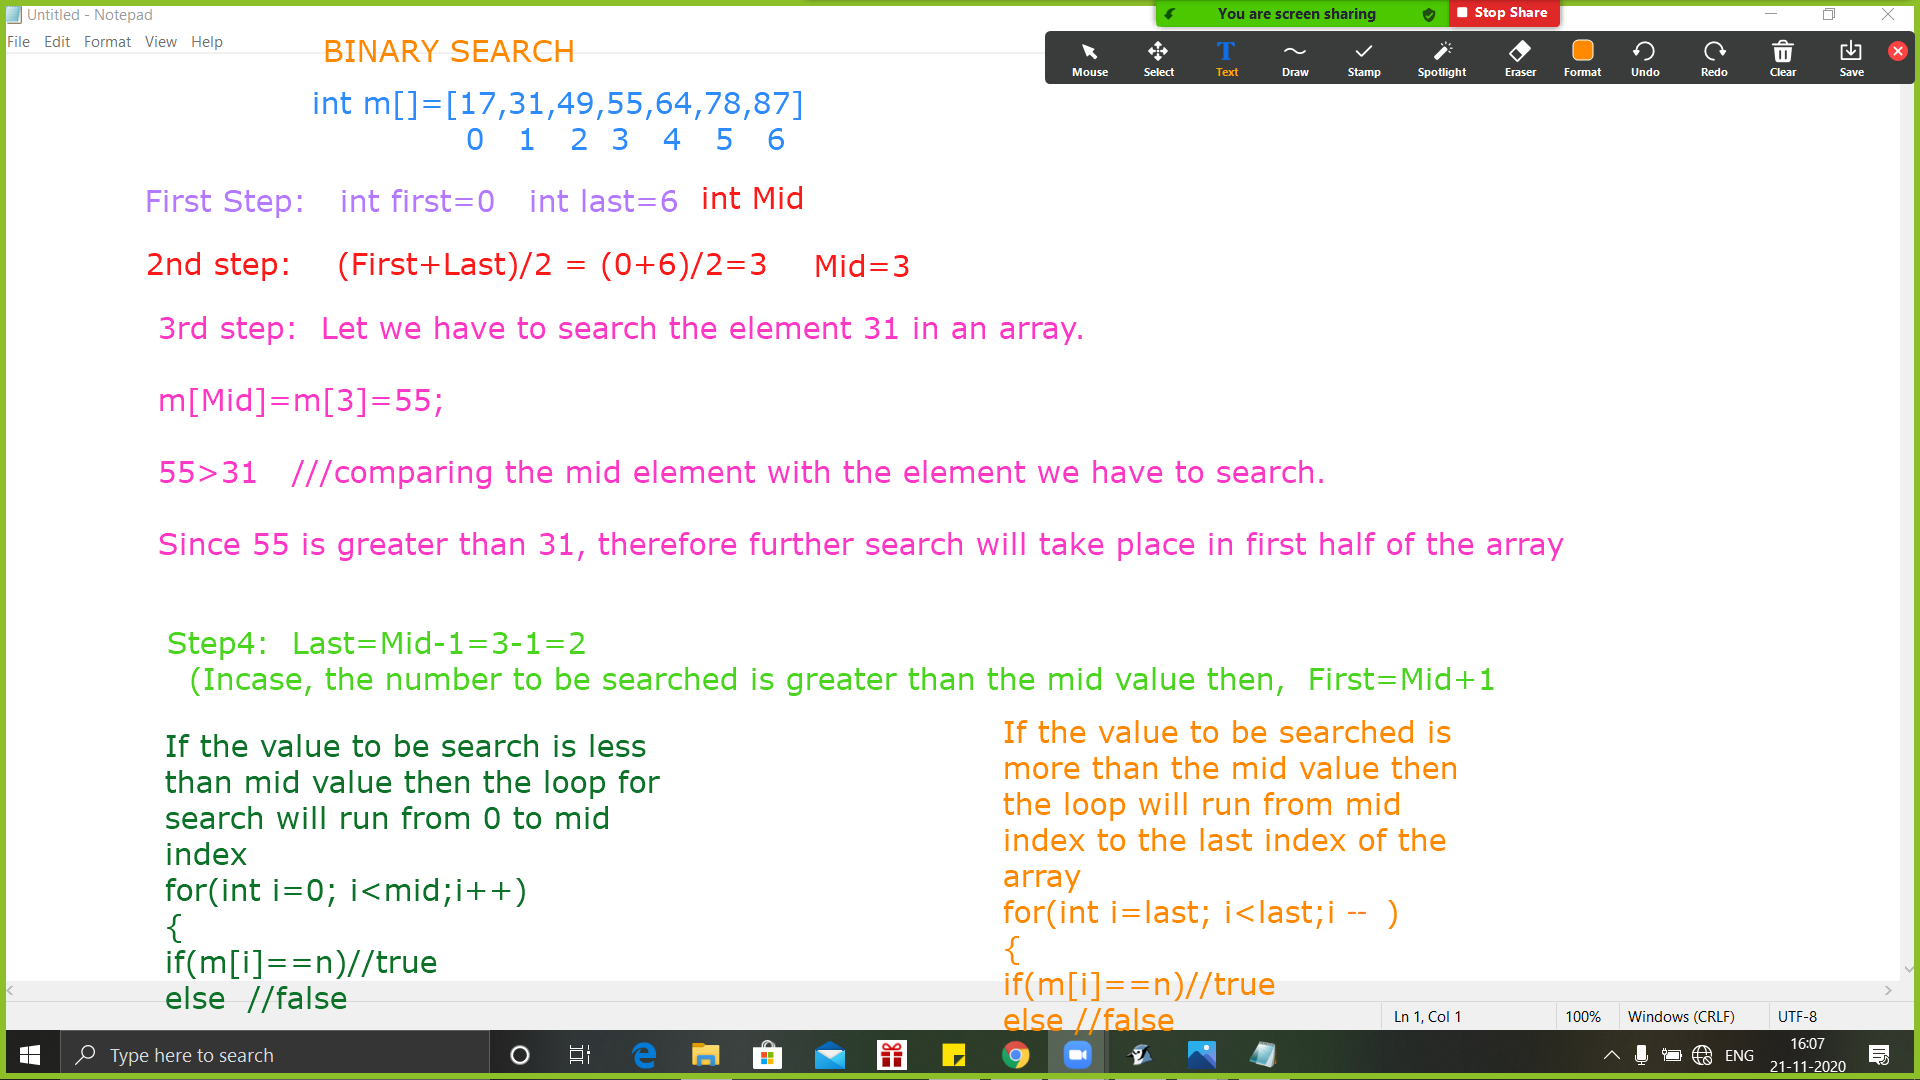 Untitled - Notepad
You are screen sharing
Stop Share
File Edit Format View Help
Mouse Select Text Draw Stamp Spotlight Eraser Format Undo Redo Clear Save
BINARY SEARCH
int m[]=[17,31,49,55,64,78,87]
0 1 2 3 4 5 6
First Step: int first=0 int last=6 int Mid
2nd step: (First+Last)/2 = (0+6)/2=3 Mid=3
3rd step: Let we have to search the element 31 in an array.
m[Mid]=m[3]=55;
55>31 ///comparing the mid element with the element we have to search.
Since 55 is greater than 31, therefore further search will take place in first half of the array
Step4: Last=Mid-1=3-1=2
(Incase, the number to be searched is greater than the mid value then, First=Mid+1
If the value to be search is less
than mid value then the loop for
search will run from 0 to mid
index
for(int i=0; i<mid;i++)
{
if(m[i]==n)//true
else //false
If the value to be searched is
more than the mid value then
the loop will run from mid
index to the last index of the
array
for(int i=last; i<last;i -- )
{
if(m[i]==n)//true
else //false
Ln 1, Col 1 100% Windows (CRLF) UTF-8
Type here to search
ENG
16:07
21-11-2020